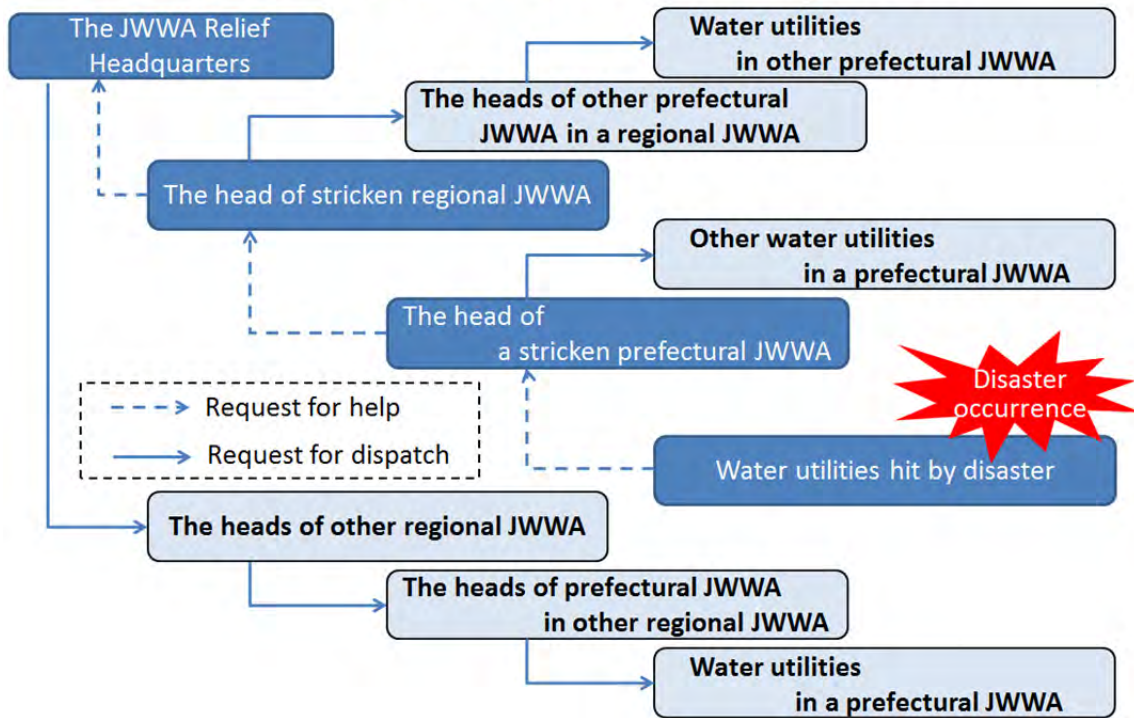 The JWWA Relief
Headquarters
Water utilities
in other prefectural JWWA
The heads of other prefectural
JWWA in a regional JWWA
The head of stricken regional JWWA
Other water utilities
in a prefectural JWWA
The head of
a stricken prefectural JWWA
Disaster
occurrence
Request for help
Request for dispatch
Water utilities hit by disaster
The heads of other regional JWWA
The heads of prefectural JWWA
in other regional JWWA
Water utilities
in a prefectural JWWA